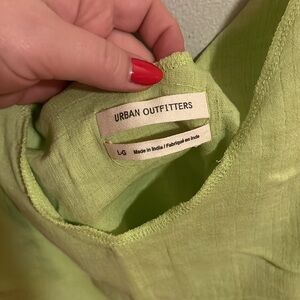 URBAN OUTFITTERS
L-G Made in India / Fabriqué en Inde